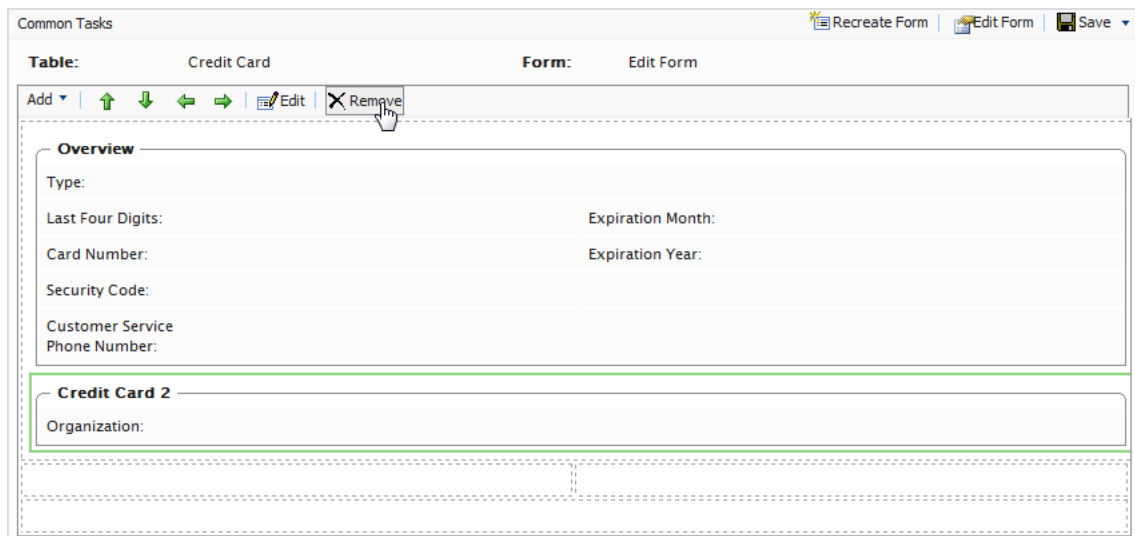 Common Tasks Recreate Form Edit Form Save
Table: Credit Card Form: Edit Form
Add Edit Remove
Overview
Type:
Last Four Digits: Expiration Month:
Card Number: Expiration Year:
Security Code:
Customer Service
Phone Number:
Credit Card 2
Organization: